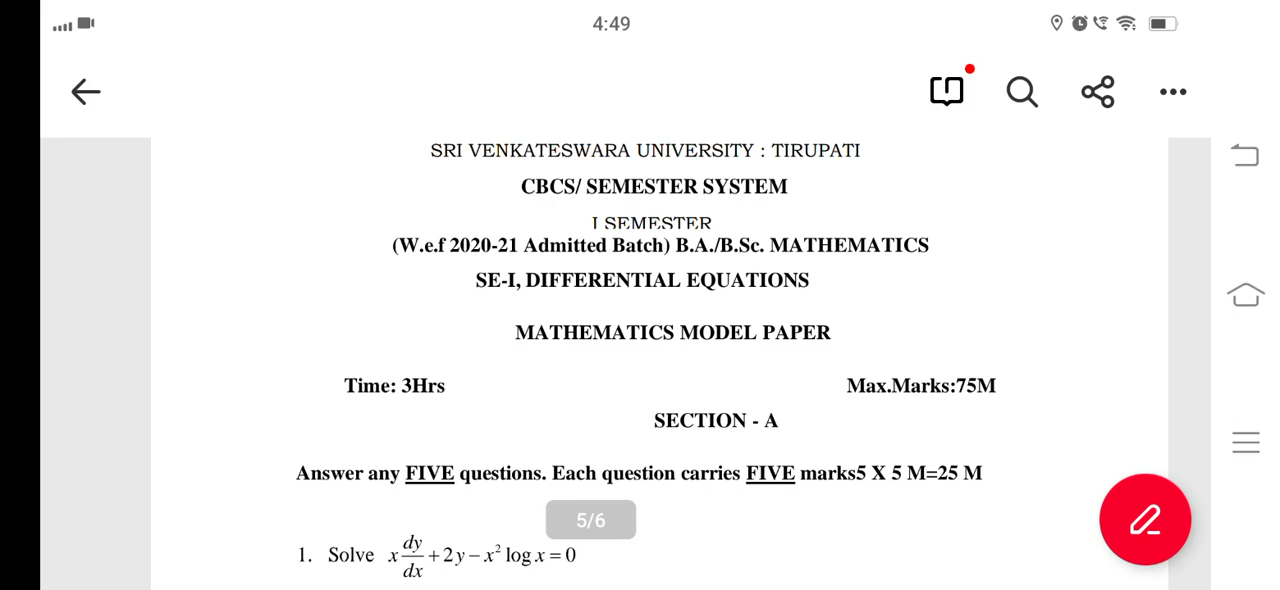 4:49
SRI VENKATESWARA UNIVERSITY : TIRUPATI
CBCS/ SEMESTER SYSTEM
I SEMESTER
(W.e.f 2020-21 Admitted Batch) B.A./B.Sc. MATHEMATICS
SE-I, DIFFERENTIAL EQUATIONS
MATHEMATICS MODEL PAPER
Time: 3Hrs Max.Marks:75M
SECTION - A
Answer any FIVE questions. Each question carries FIVE marks5 X 5 M=25 M
5/6
1. Solve x dy/dx + 2y − x² log x = 0